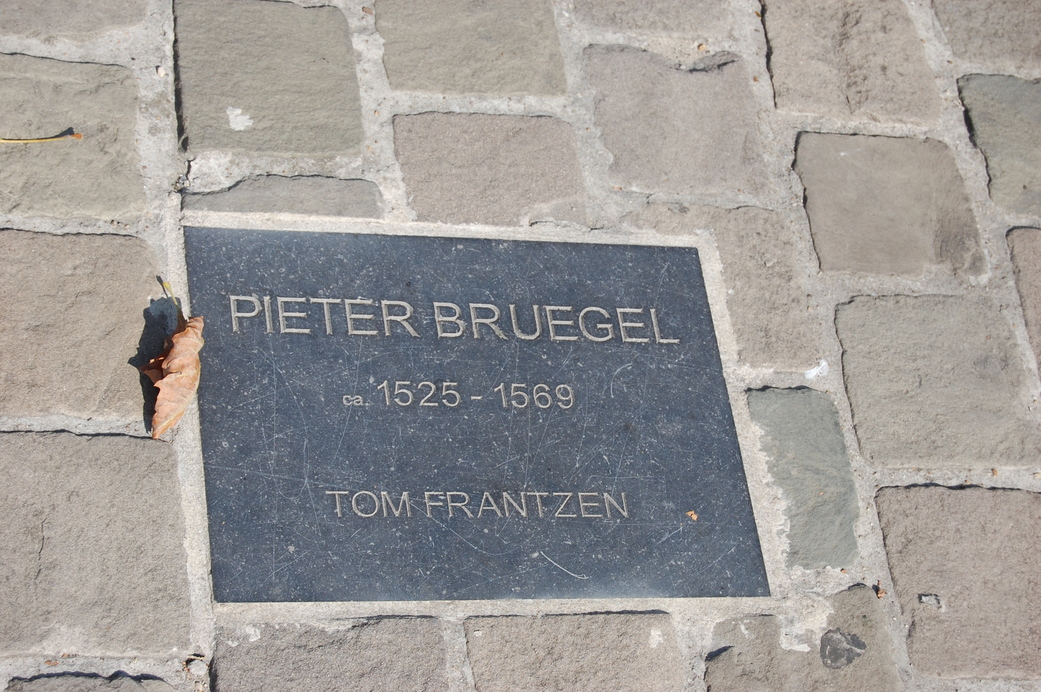 PIETER BRUEGEL
ca. 1525 - 1569
TOM FRANTZEN